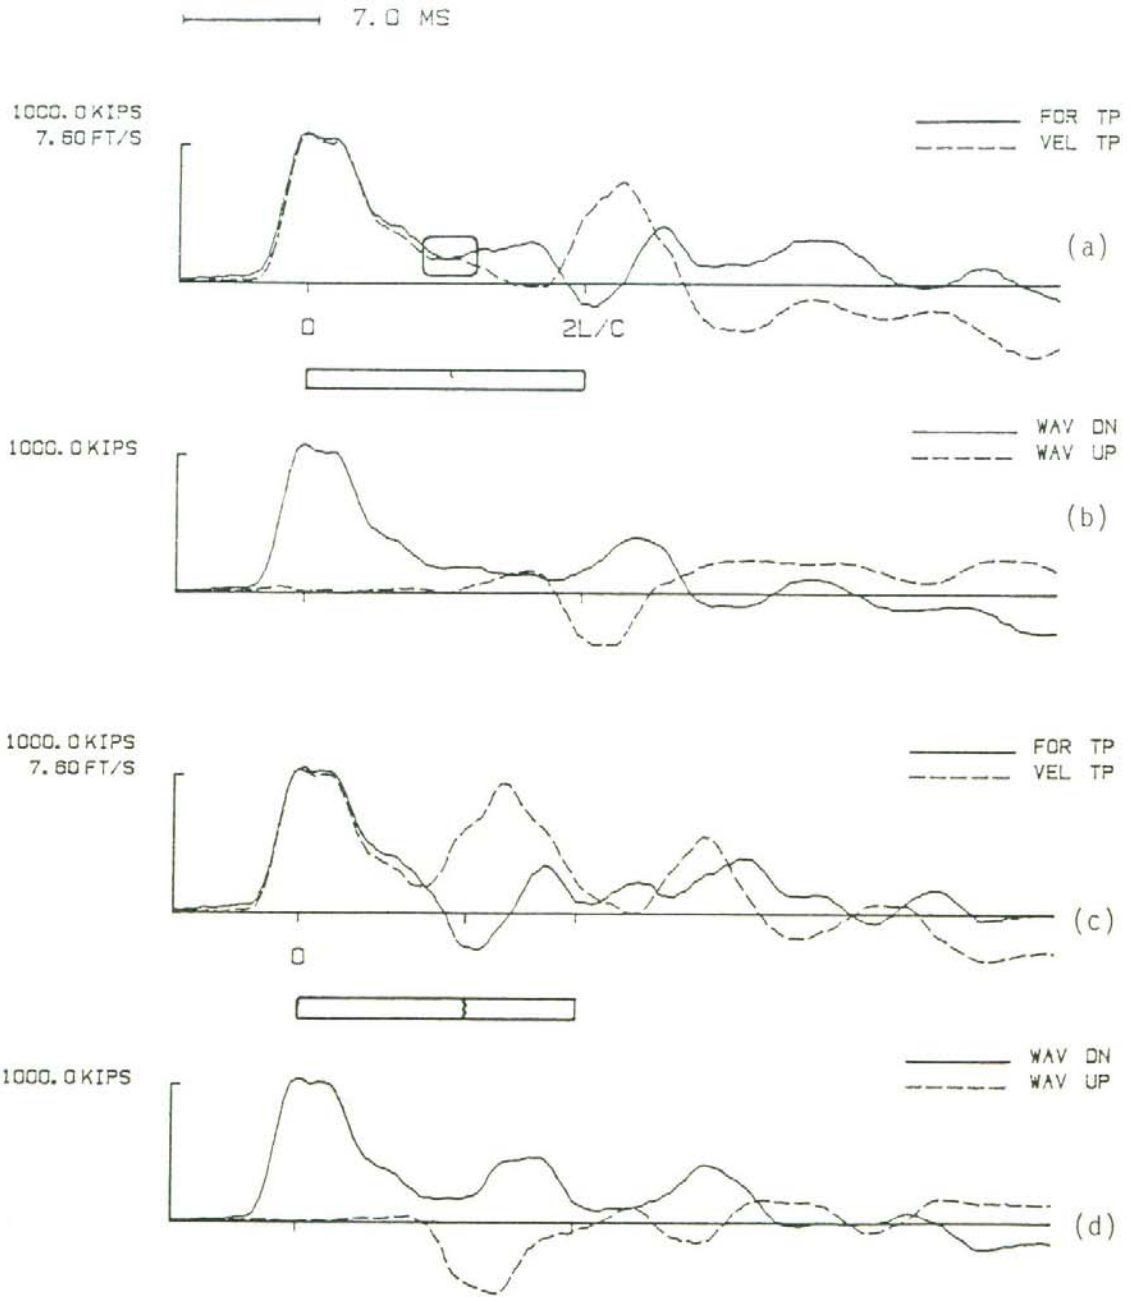 7.0 MS
1000.0 KIPS
7.60 FT/S
FOR TP
VEL TP
(a)
0
2L/C
1000.0 KIPS
WAV DN
WAV UP
(b)
1000.0 KIPS
7.60 FT/S
FOR TP
VEL TP
(c)
0
1000.0 KIPS
WAV DN
WAV UP
(d)